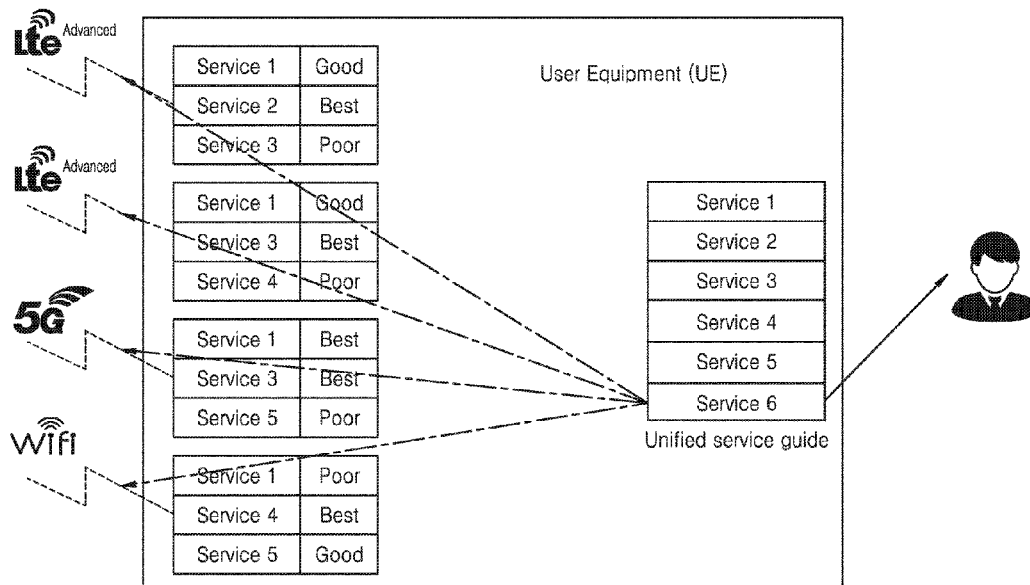 Lte Advanced
Service 1 Good
Service 2 Best
Service 3 Poor
User Equipment (UE)
Lte Advanced
Service 1 Good
Service 3 Best
Service 4 Poor
5G
Service 1 Best
Service 3 Best
Service 5 Poor
Wifi
Service 1 Poor
Service 4 Best
Service 5 Good
Service 1
Service 2
Service 3
Service 4
Service 5
Service 6
Unified service guide